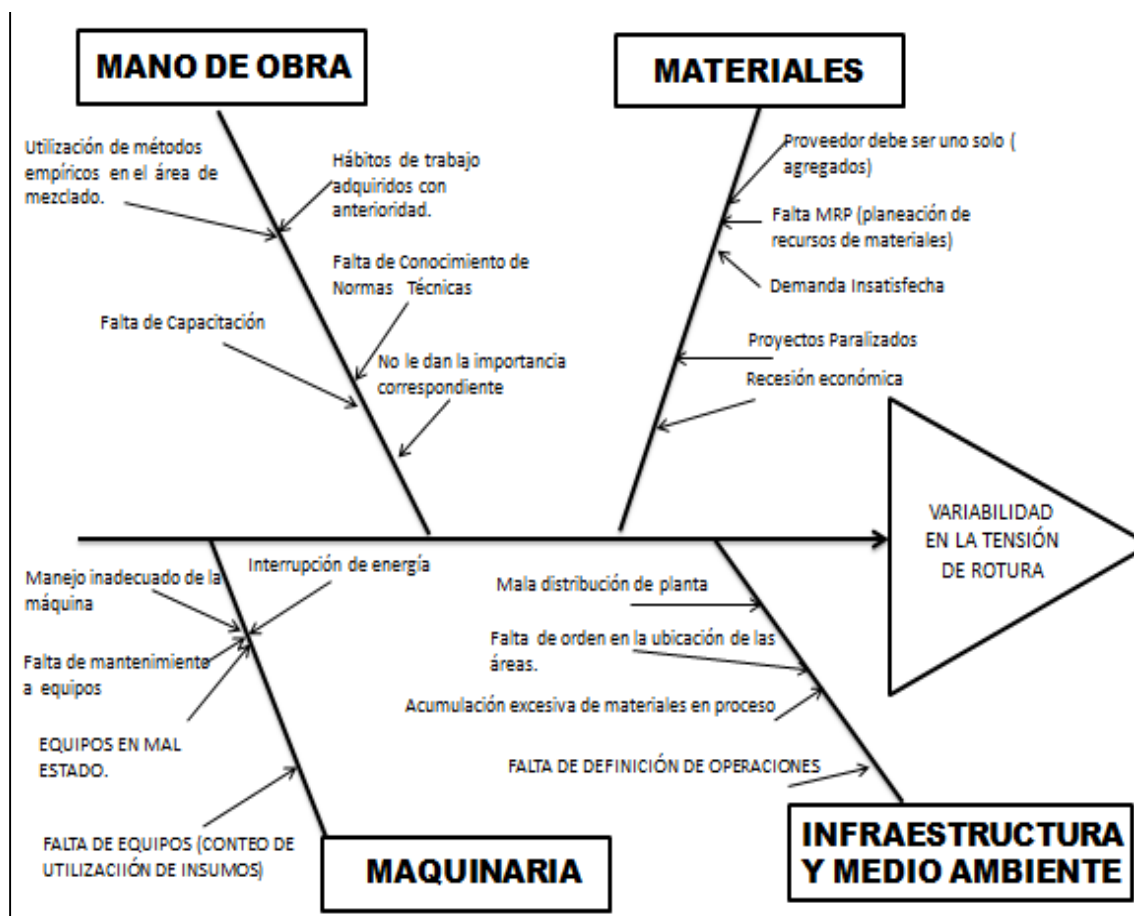 MANO DE OBRA
MATERIALES
Utilización de métodos
empíricos en el área de
mezclado.
Hábitos de trabajo
adquiridos con
anterioridad.
Falta de Conocimiento de
Normas Técnicas
Falta de Capacitación
No le dan la importancia
correspondiente
Proveedor debe ser uno solo (
agregados)
Falta MRP (planeación de
recursos de materiales)
Demanda Insatisfecha
Proyectos Paralizados
Recesión económica
VARIABILIDAD
EN LA TENSIÓN
DE ROTURA
Interrupción de energía
Manejo inadecuado de la
máquina
Falta de mantenimiento
a equipos
EQUIPOS EN MAL
ESTADO.
FALTA DE EQUIPOS (CONTEO DE
UTILIZACIIÓN DE INSUMOS)
Mala distribución de planta
Falta de orden en la ubicación de las
áreas.
Acumulación excesiva de materiales en proceso
FALTA DE DEFINICIÓN DE OPERACIONES
MAQUINARIA
INFRAESTRUCTURA
Y MEDIO AMBIENTE